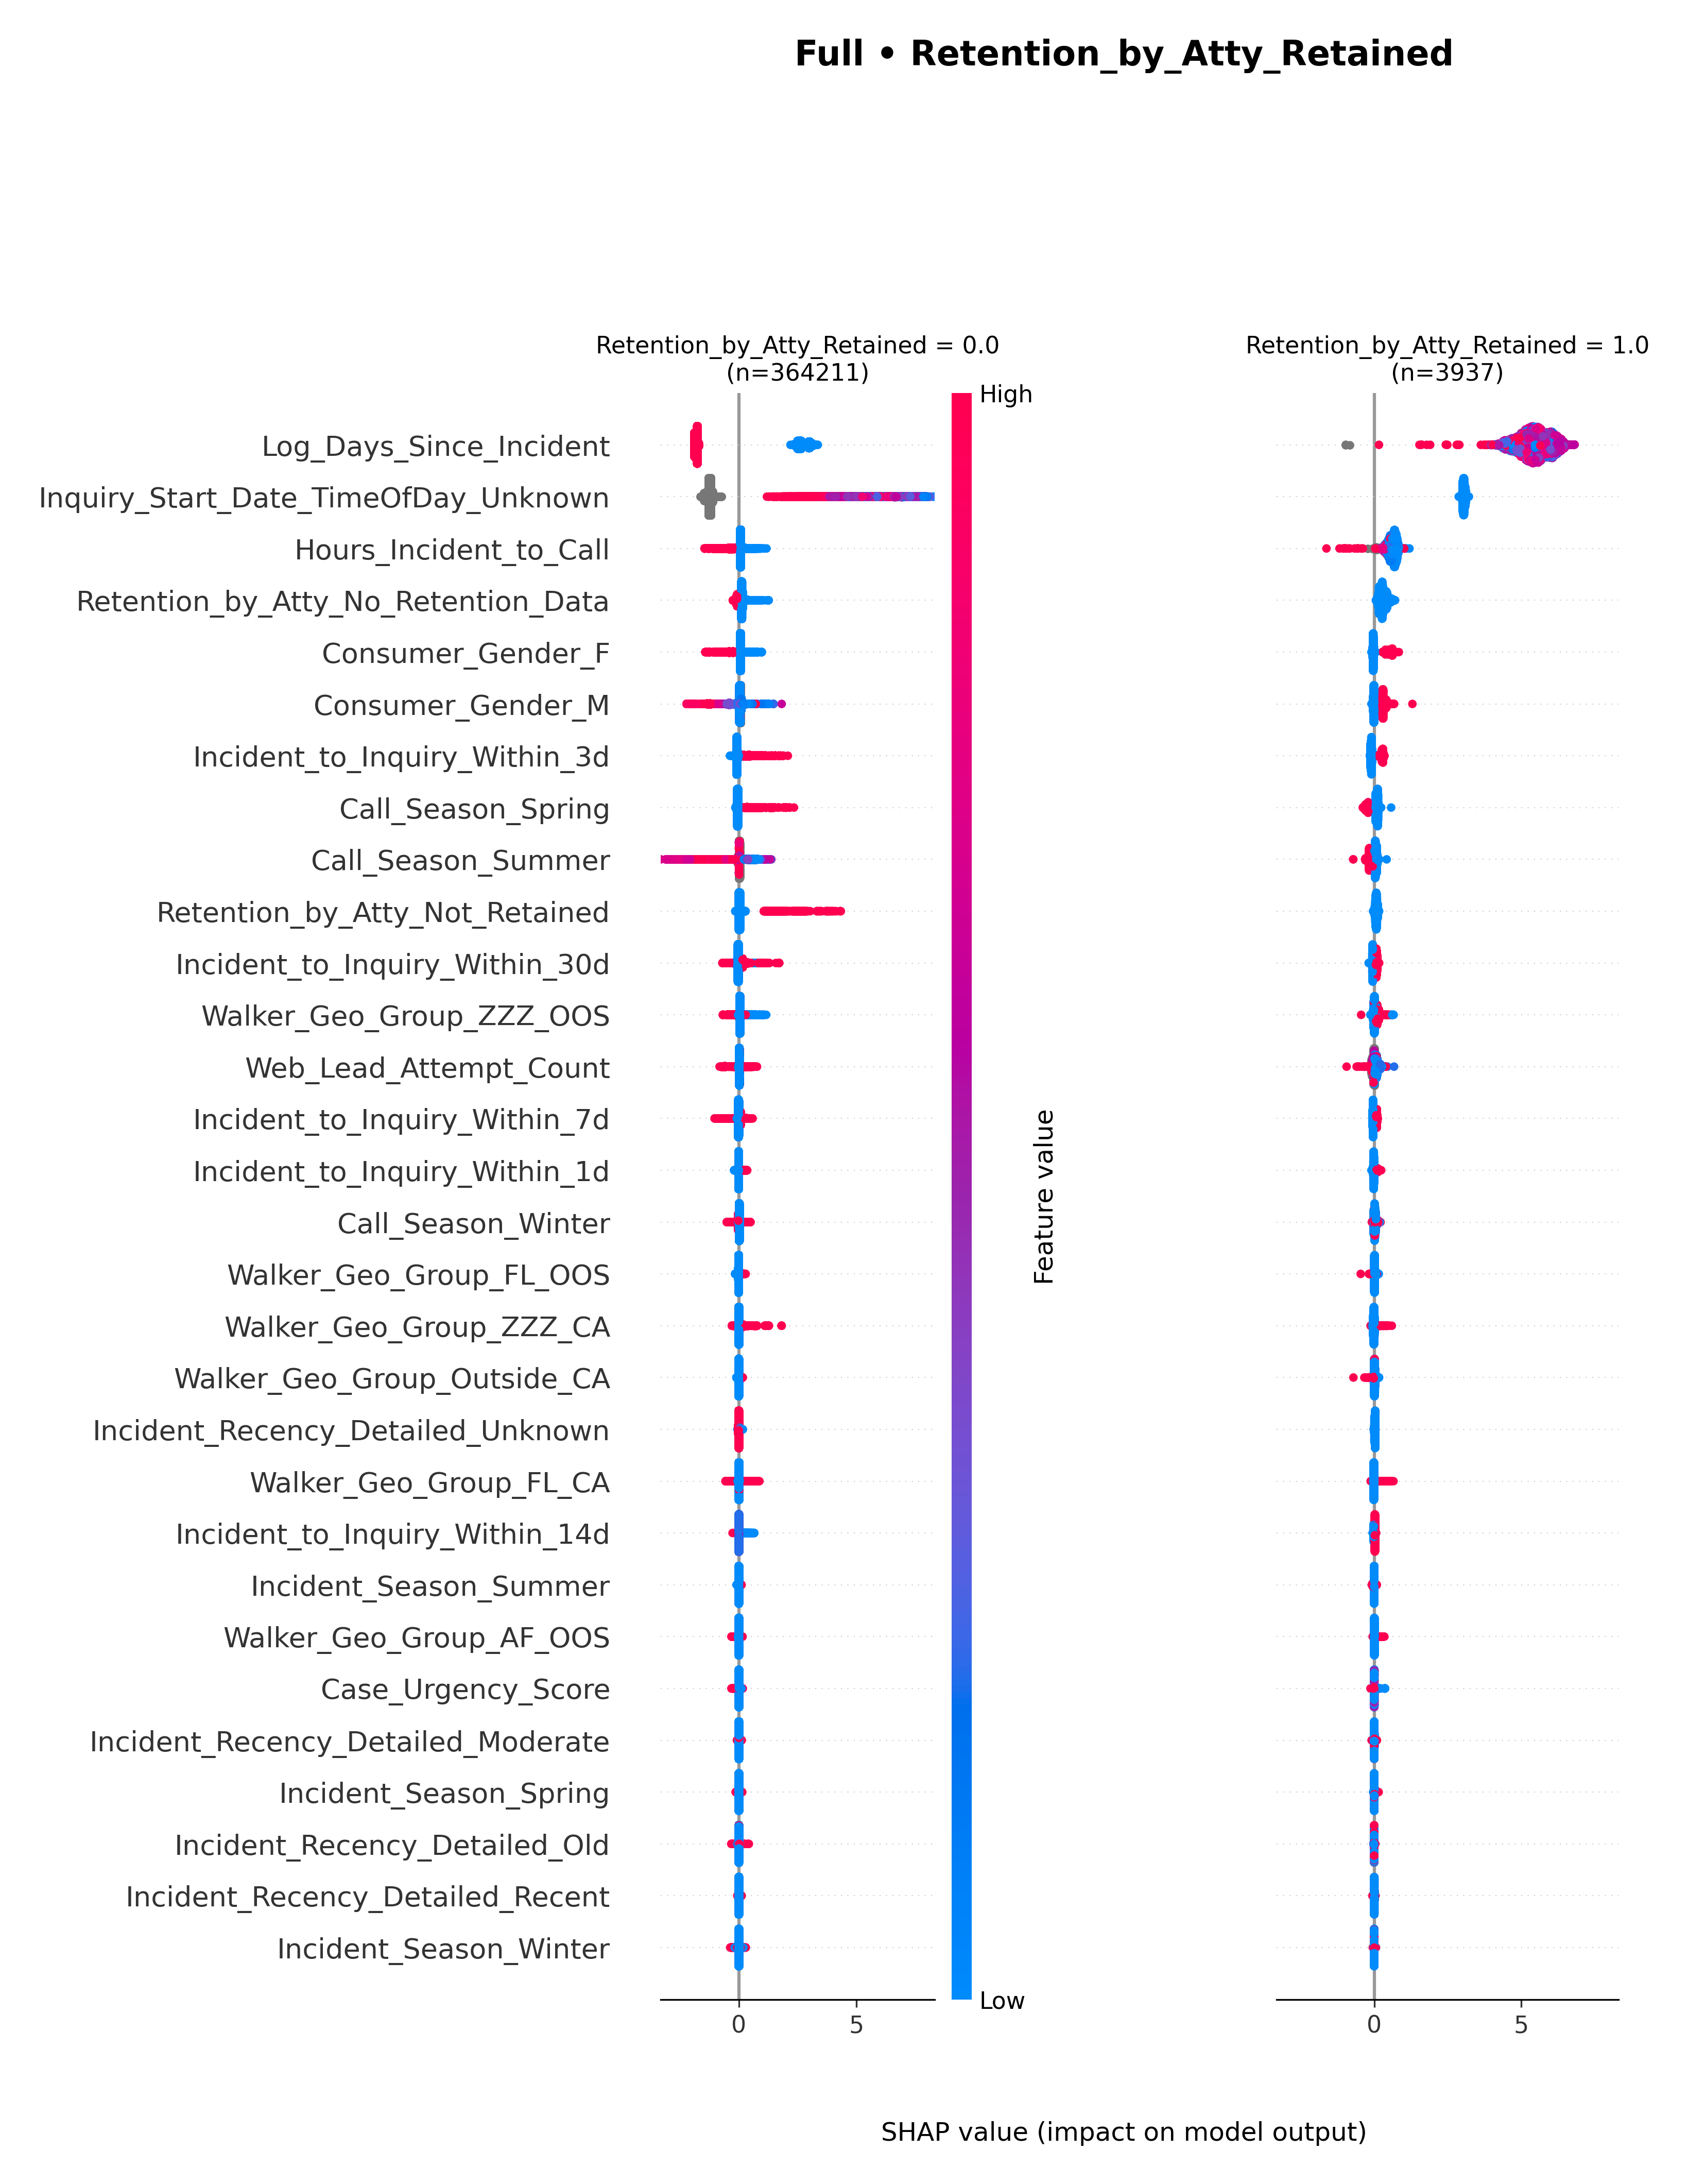 Full • Retention_by_Atty_Retained
Retention_by_Atty_Retained = 0.0
(n=364211)
Retention_by_Atty_Retained = 1.0
(n=3937)
High
Log_Days_Since_Incident
Inquiry_Start_Date_TimeOfDay_Unknown
Hours_Incident_to_Call
Retention_by_Atty_No_Retention_Data
Consumer_Gender_F
Consumer_Gender_M
Incident_to_Inquiry_Within_3d
Call_Season_Spring
Call_Season_Summer
Retention_by_Atty_Not_Retained
Incident_to_Inquiry_Within_30d
Walker_Geo_Group_ZZZ_OOS
Web_Lead_Attempt_Count
Incident_to_Inquiry_Within_7d
Incident_to_Inquiry_Within_1d
Call_Season_Winter
Walker_Geo_Group_FL_OOS
Walker_Geo_Group_ZZZ_CA
Walker_Geo_Group_Outside_CA
Incident_Recency_Detailed_Unknown
Walker_Geo_Group_FL_CA
Incident_to_Inquiry_Within_14d
Incident_Season_Summer
Walker_Geo_Group_AF_OOS
Case_Urgency_Score
Incident_Recency_Detailed_Moderate
Incident_Season_Spring
Incident_Recency_Detailed_Old
Incident_Recency_Detailed_Recent
Incident_Season_Winter
Feature value
Low
0 5
0 5
SHAP value (impact on model output)